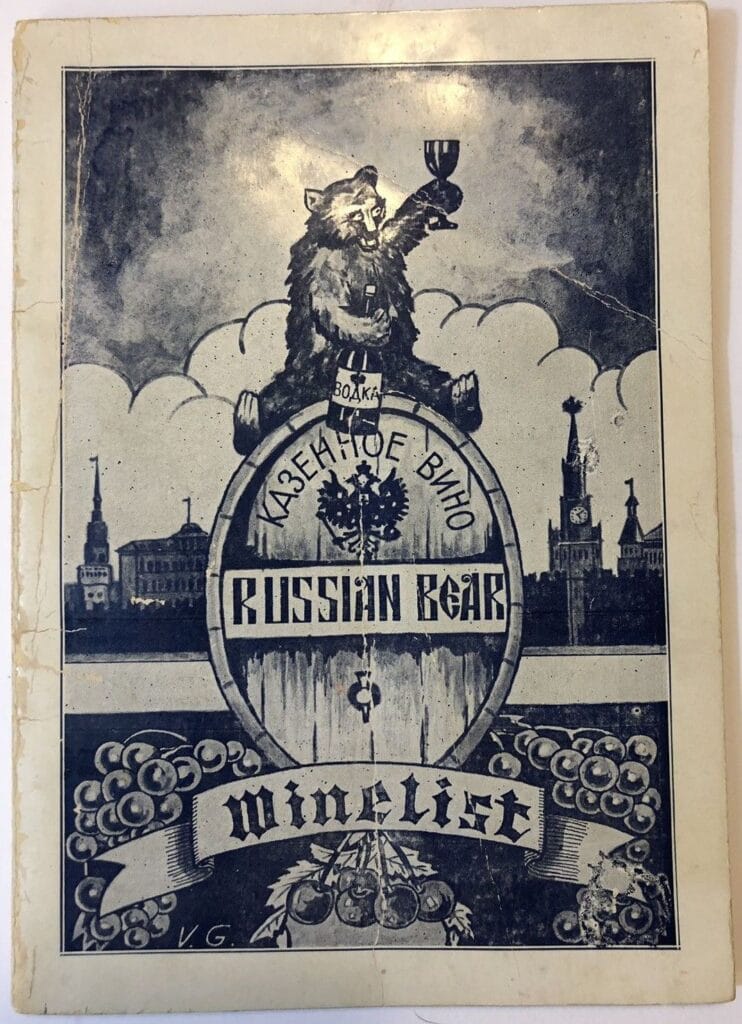 ВОДКА
КАЗЕННОЕ ВИНО
RUSSIAN BEAR
Winelist
V. G.